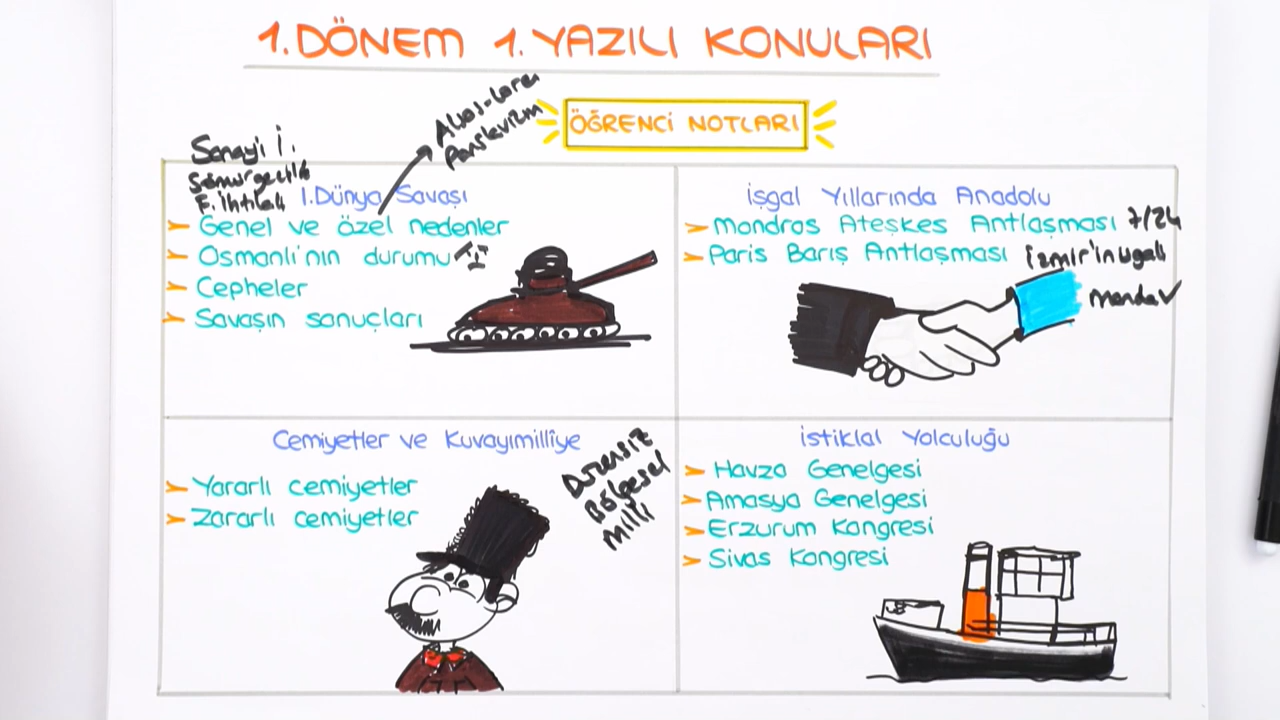 1. DÖNEM 1. YAZILI KONULARI
ÖĞRENCİ NOTLARI
Sanayi İ.
Sömürgecilik
F. İhtilali
Alsas-Loren
Panslavizm
I. Dünya Savaşı
➤ Genel ve özel nedenler
➤ Osmanlı'nın durumu
➤ Cepheler
➤ Savaşın sonuçları
İşgal Yıllarında Anadolu
➤ Mondros Ateşkes Antlaşması 7/24
➤ Paris Barış Antlaşması İzmir'in işgali
Manda ✓
Cemiyetler ve Kuvayımilliye
➤ Yararlı cemiyetler
➤ Zararlı cemiyetler
Düzensiz
Bölgesel
Milli
İstiklal Yolculuğu
➤ Havza Genelgesi
➤ Amasya Genelgesi
➤ Erzurum Kongresi
➤ Sivas Kongresi